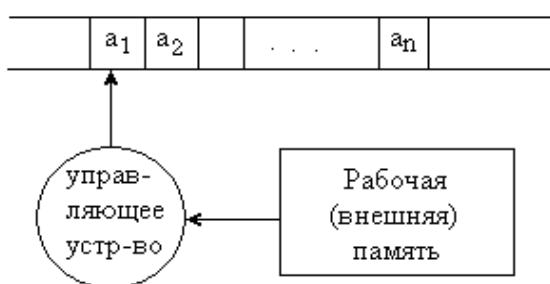 a1 a2 . . . an
управ-
ляющее
устр-во
Рабочая
(внешняя)
память